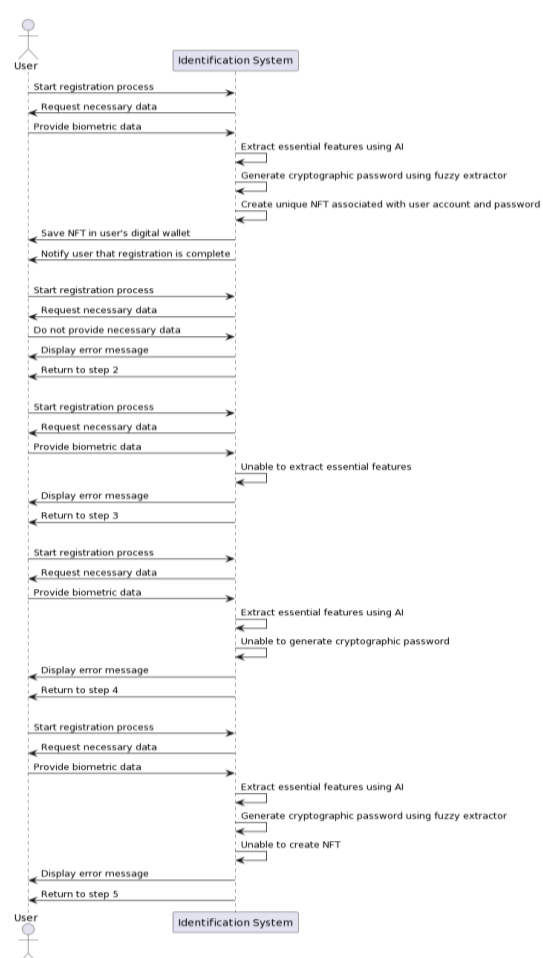 User
Identification System
Start registration process
Request necessary data
Provide biometric data
Extract essential features using AI
Generate cryptographic password using fuzzy extractor
Create unique NFT associated with user account and password
Save NFT in user's digital wallet
Notify user that registration is complete
Start registration process
Request necessary data
Do not provide necessary data
Display error message
Return to step 2
Start registration process
Request necessary data
Provide biometric data
Unable to extract essential features
Display error message
Return to step 3
Start registration process
Request necessary data
Provide biometric data
Extract essential features using AI
Unable to generate cryptographic password
Display error message
Return to step 4
Start registration process
Request necessary data
Provide biometric data
Extract essential features using AI
Generate cryptographic password using fuzzy extractor
Unable to create NFT
Display error message
Return to step 5
User
Identification System